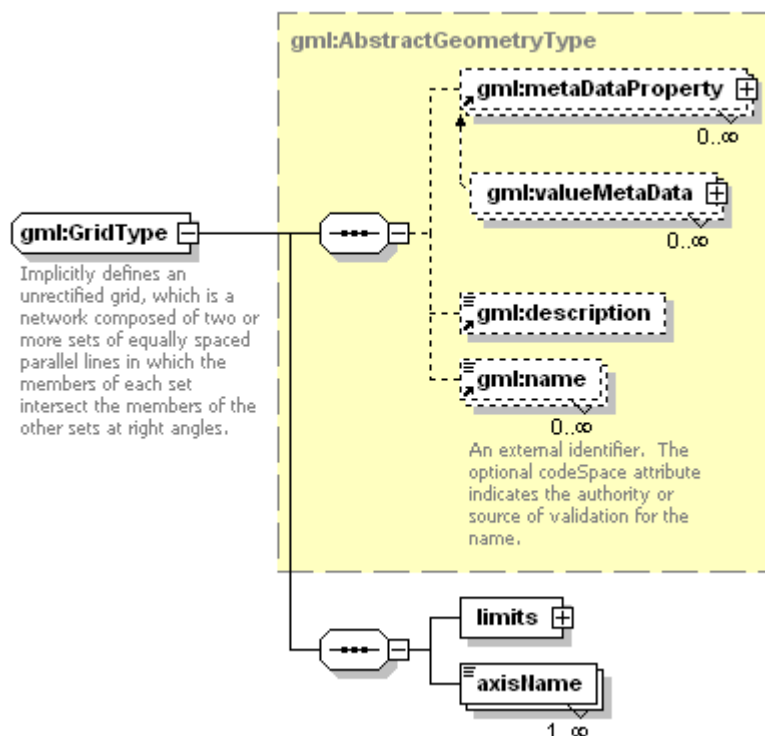 gml:AbstractGeometryType
gml:metaDataProperty
0..∞
gml:valueMetaData
0..∞
gml:GridType
Implicitly defines an
unrectified grid, which is a
network composed of two or
more sets of equally spaced
parallel lines in which the
members of each set
intersect the members of the
other sets at right angles.
gml:description
gml:name
0..∞
An external identifier. The
optional codeSpace attribute
indicates the authority or
source of validation for the
name.
limits
axisName
1..∞